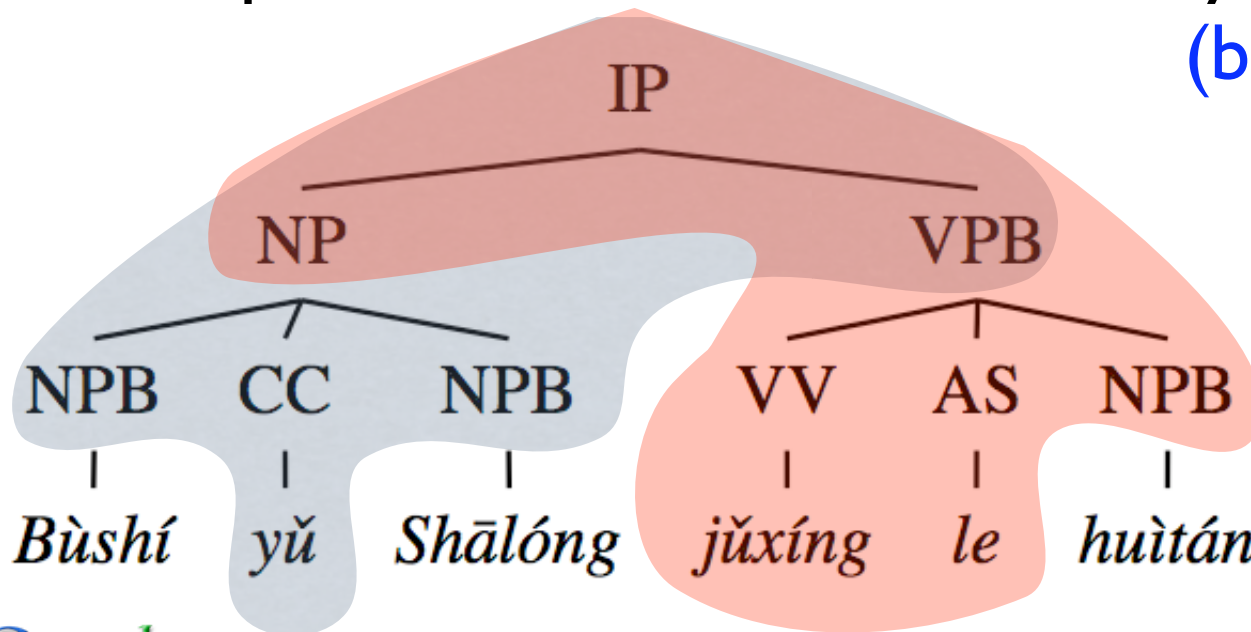 (b
IP
NP VPB
NPB CC NPB VV AS NPB
Bùshí yǔ Shālóng jǔxíng le huìtán